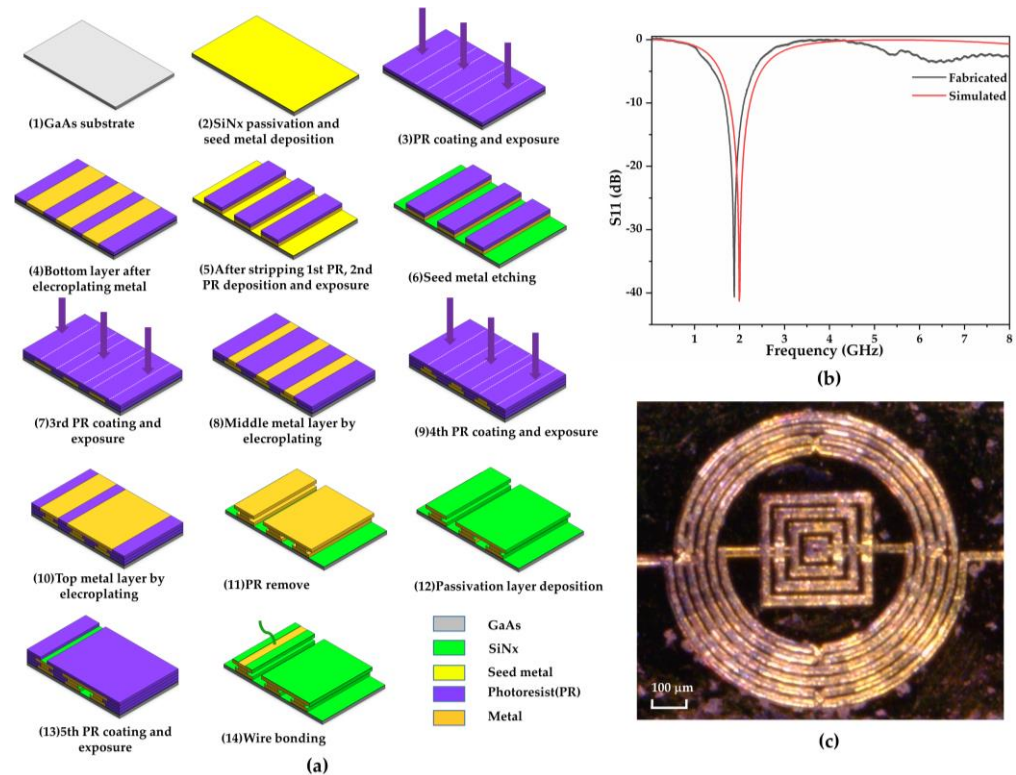 (a)
(1)GaAs substrate
(2)SiNx passivation and
seed metal deposition
(3)PR coating and exposure
(4)Bottom layer after
elecroplating metal
(5)After stripping 1st PR, 2nd
PR deposition and exposure
(6)Seed metal etching
(7)3rd PR coating and
exposure
(8)Middle metal layer by
elecroplating
(9)4th PR coating and exposure
(10)Top metal layer by
elecroplating
(11)PR remove
(12)Passivation layer deposition
GaAs
SiNx
Seed metal
Photoresist(PR)
Metal
(13)5th PR coating and
exposure
(14)Wire bonding
(a)
0
-10
-20
-30
-40
S11 (dB)
Fabricated
Simulated
1
2
3
4
5
6
7
8
Frequency (GHz)
(b)
100 μm
(c)